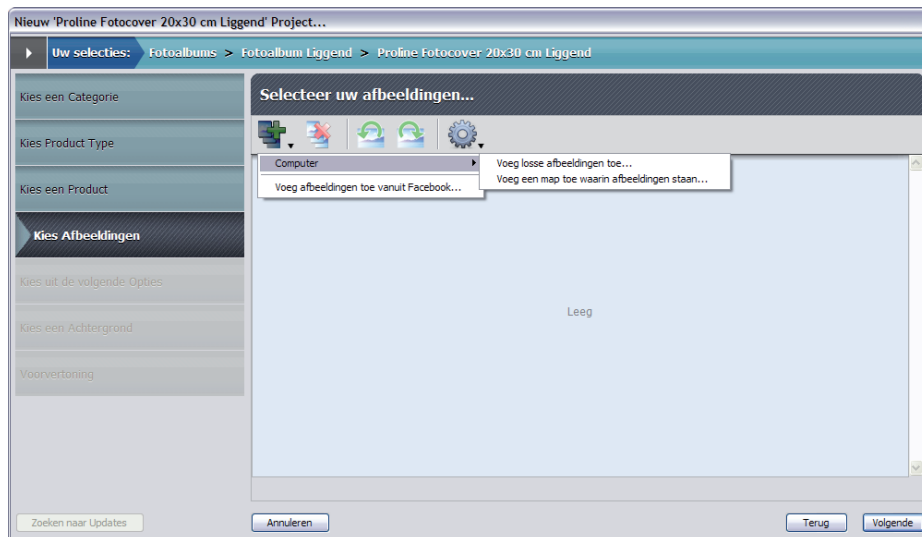 Nieuw 'Proline Fotocover 20x30 cm Liggend' Project...
Uw selecties: Fotoalbums > Fotoalbum Liggend > Proline Fotocover 20x30 cm Liggend
Kies een Categorie
Kies Product Type
Kies een Product
Kies Afbeeldingen
Kies uit de volgende Opties
Kies een Achtergrond
Voorvertoning
Selecteer uw afbeeldingen...
Computer
Voeg afbeeldingen toe vanuit Facebook...
Voeg losse afbeeldingen toe...
Voeg een map toe waarin afbeeldingen staan...
Leeg
Zoeken naar Updates
Annuleren
Terug
Volgende